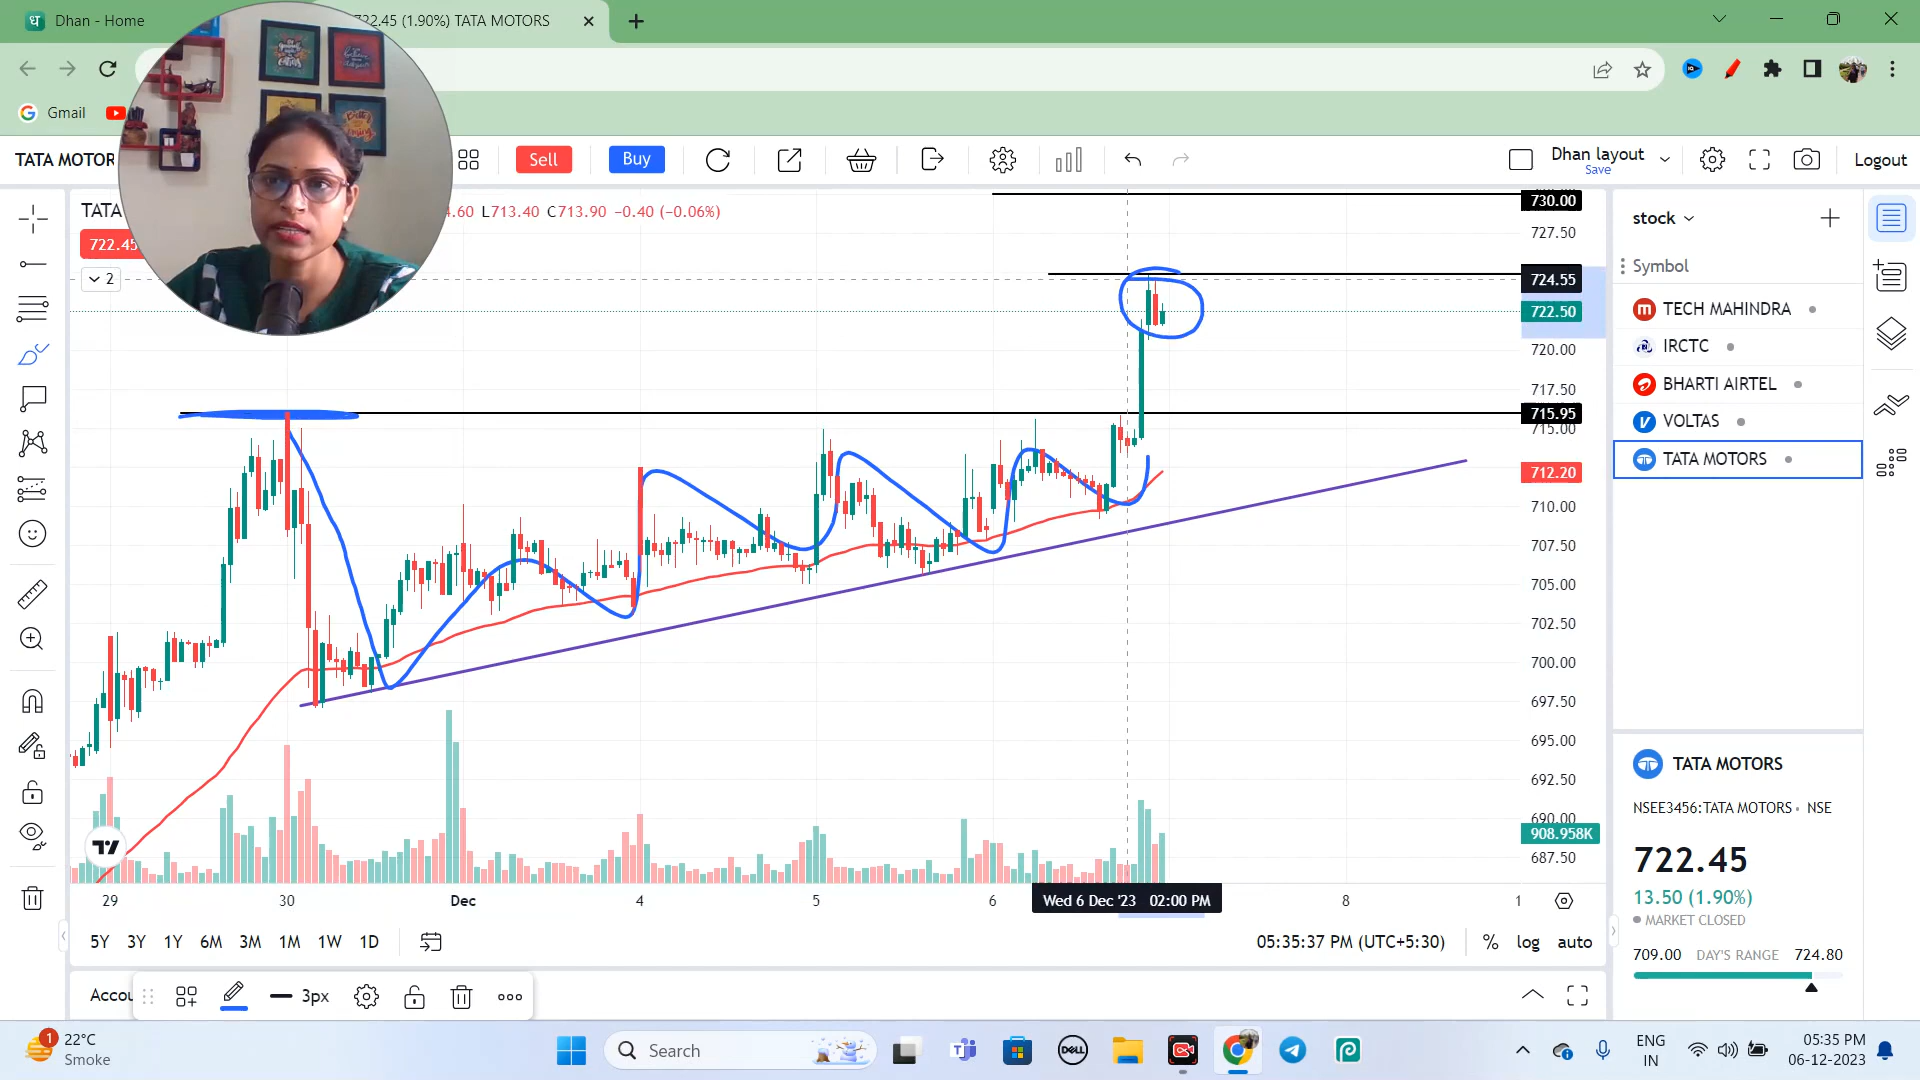 Dhan - Home
722.45 (1.90%) TATA MOTORS
Gmail
TATA MOTOR
Sell
Buy
Dhan layout
Save
Logout
TATA
4.60 L713.40 C713.90 −0.40 (−0.06%)
722.45
2
730.00
727.50
724.55
722.50
720.00
717.50
715.95
715.00
712.20
710.00
707.50
705.00
702.50
700.00
697.50
695.00
692.50
690.00
908.958K
687.50
29
30
Dec
4
5
6
Wed 6 Dec '23 02:00 PM
8
1
5Y 3Y 1Y 6M 3M 1M 1W 1D
05:35:37 PM (UTC+5:30)
% log auto
Accou
3px
stock
Symbol
TECH MAHINDRA
IRCTC
BHARTI AIRTEL
VOLTAS
TATA MOTORS
TATA MOTORS
NSEE3456:TATA MOTORS • NSE
722.45
13.50 (1.90%)
MARKET CLOSED
709.00 DAY'S RANGE 724.80
1
22°C
Smoke
Search
DELL
ENG
IN
05:35 PM
06-12-2023